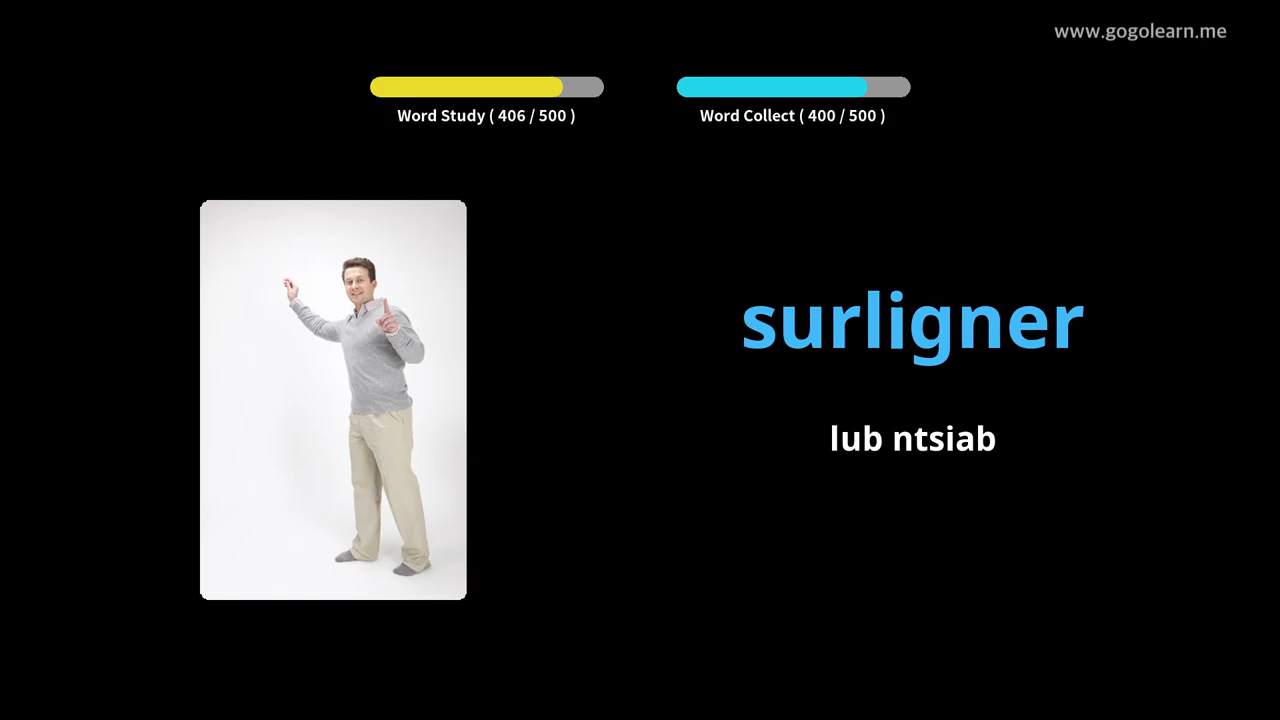 www.gogolearn.me
Word Study ( 406 / 500 )
Word Collect ( 400 / 500 )
surligner
lub ntsiab